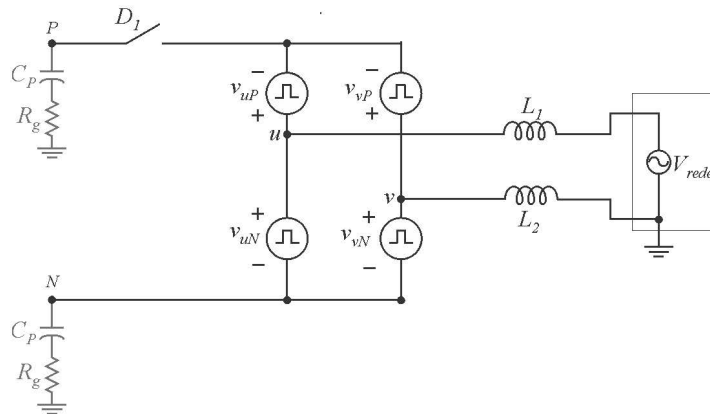 P
D1
CP
Rg
−
−
vuP
vvP
+
+
u
L1
Vrede
v
L2
+
+
vuN
vvN
−
−
N
CP
Rg